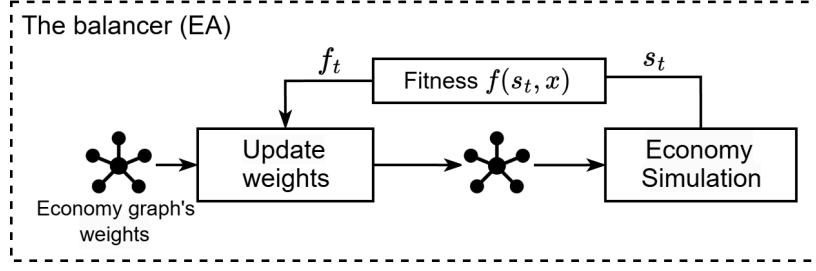 The balancer (EA)
f_t
Fitness f(s_t, x)
s_t
Update
weights
Economy
Simulation
Economy graph's
weights